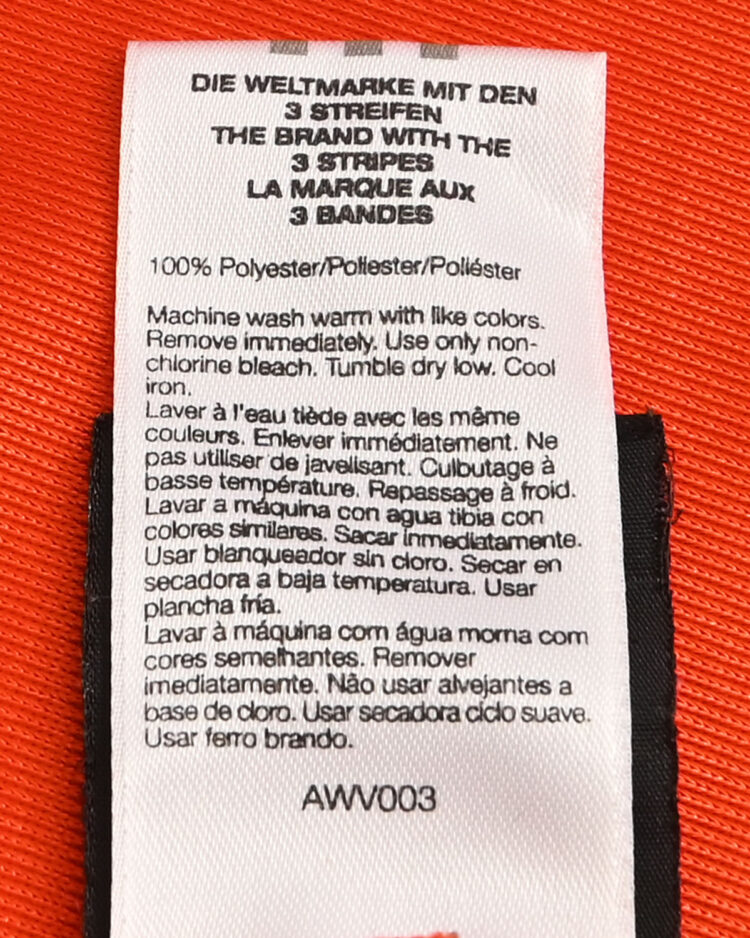 DIE WELTMARKE MIT DEN
3 STREIFEN
THE BRAND WITH THE
3 STRIPES
LA MARQUE AUX
3 BANDES
100% Polyester/Poliester/Poliéster
Machine wash warm with like colors.
Remove immediately. Use only non-
chlorine bleach. Tumble dry low. Cool
iron.
Laver à l'eau tiède avec les même
couleurs. Enlever immédiatement. Ne
pas utiliser de javelisant. Culbutage à
basse température. Repassage à froid.
Lavar a máquina con agua tibia con
colores similares. Sacar inmediatamente.
Usar blanqueador sin cloro. Secar en
secadora a baja temperatura. Usar
plancha fría.
Lavar à máquina com água morna com
cores semelhantes. Remover
imediatamente. Não usar alvejantes a
base de cloro. Usar secadora ciclo suave.
Usar ferro brando.
AWV003